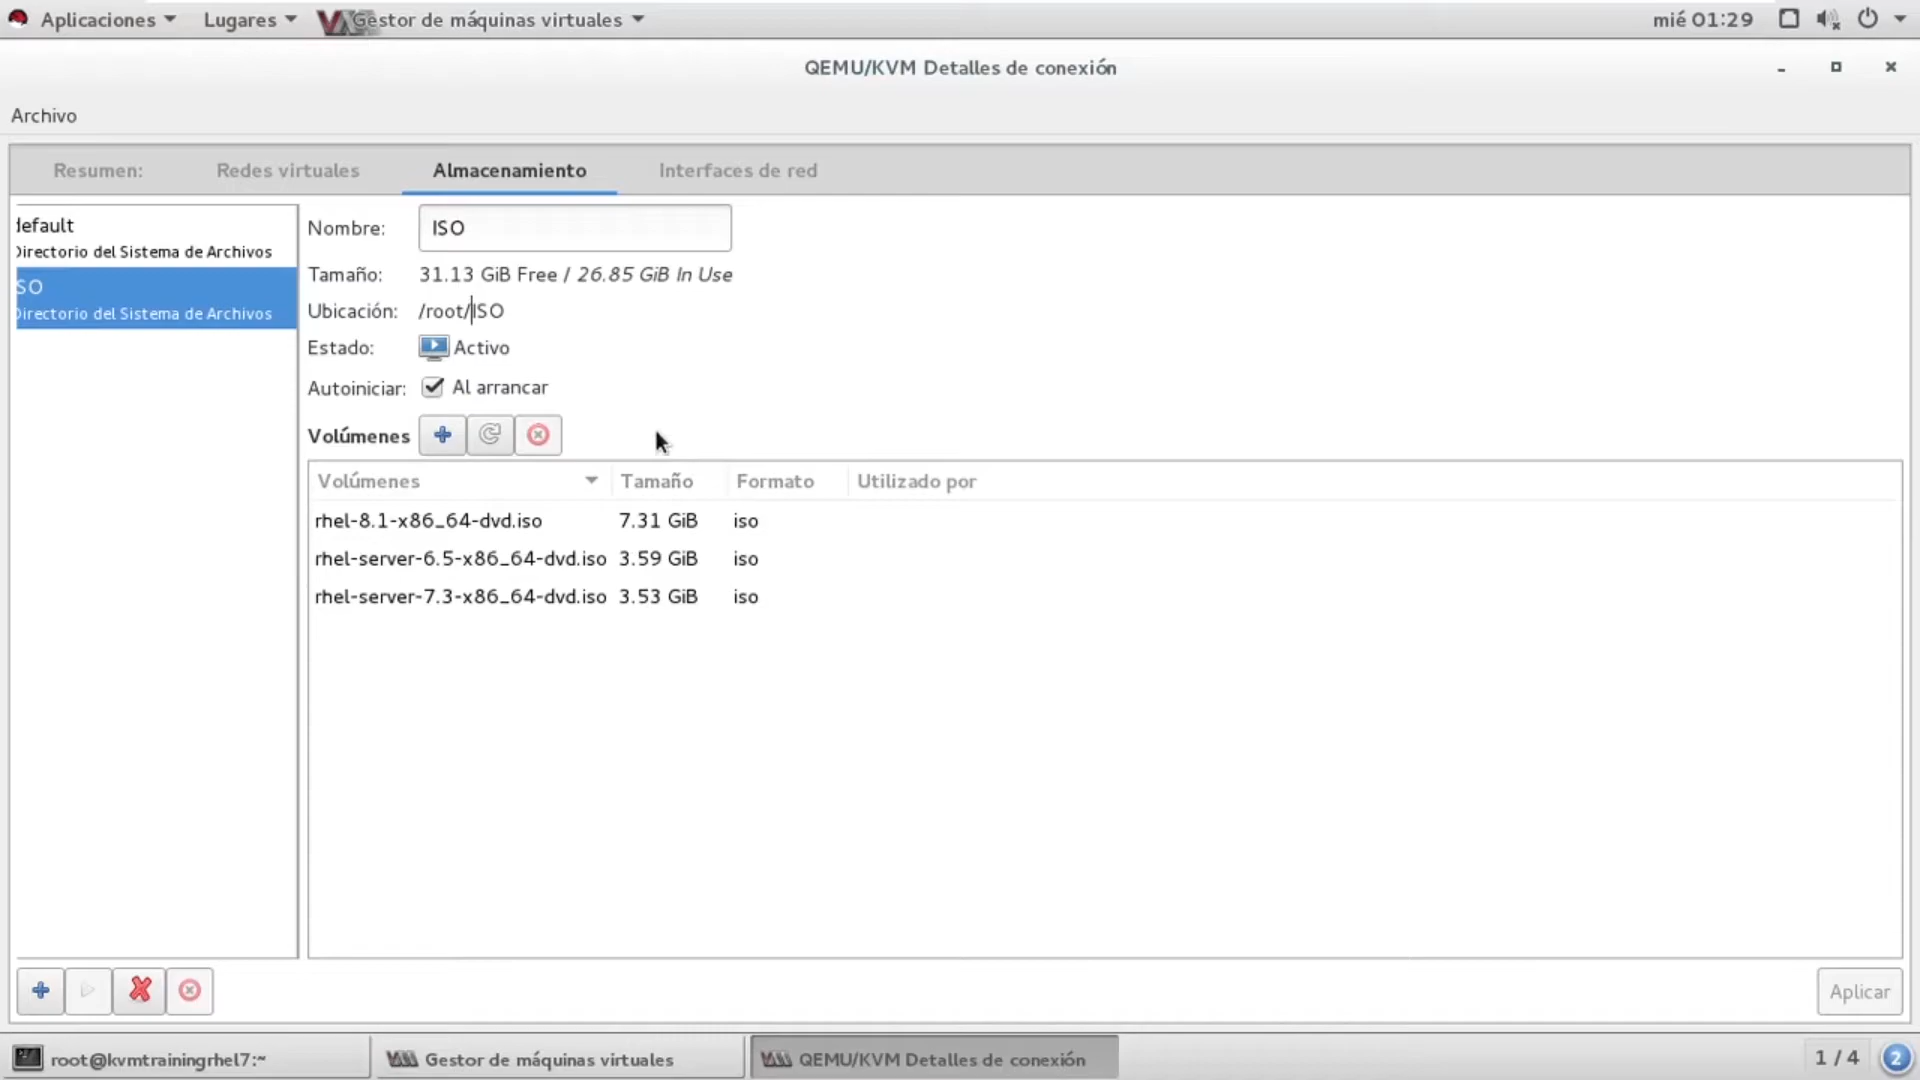 Aplicaciones Lugares Gestor de máquinas virtuales mié 01:29
QEMU/KVM Detalles de conexión
Archivo
Resumen: Redes virtuales Almacenamiento Interfaces de red
default
Directorio del Sistema de Archivos
ISO
Directorio del Sistema de Archivos
Nombre: ISO
Tamaño: 31.13 GiB Free / 26.85 GiB In Use
Ubicación: /root/ISO
Estado: Activo
Autoiniciar: Al arrancar
Volúmenes
Volúmenes Tamaño Formato Utilizado por
rhel-8.1-x86_64-dvd.iso 7.31 GiB iso
rhel-server-6.5-x86_64-dvd.iso 3.59 GiB iso
rhel-server-7.3-x86_64-dvd.iso 3.53 GiB iso
Aplicar
root@kvmtrainingrhel7:~ Gestor de máquinas virtuales QEMU/KVM Detalles de conexión 1 / 4 2